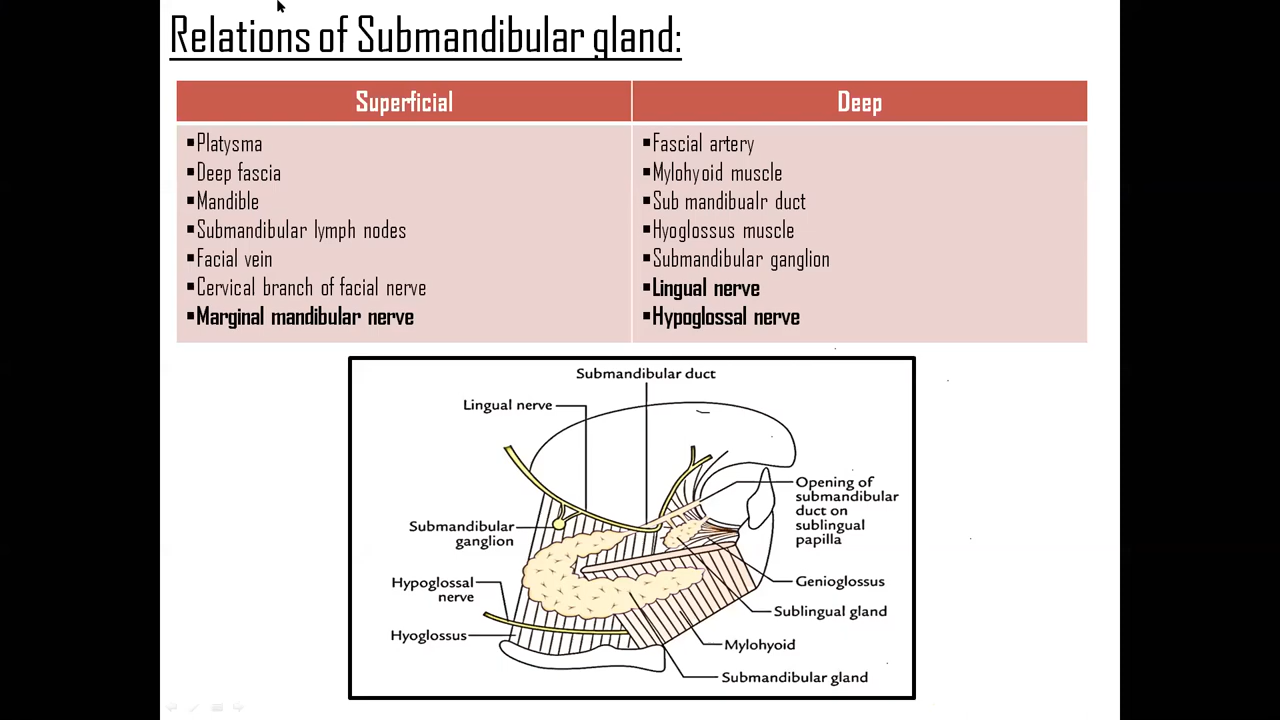 Relations of Submandibular gland:
Superficial
Deep
▪Platysma
▪Deep fascia
▪Mandible
▪Submandibular lymph nodes
▪Facial vein
▪Cervical branch of facial nerve
▪Marginal mandibular nerve
▪Fascial artery
▪Mylohyoid muscle
▪Sub mandibualr duct
▪Hyoglossus muscle
▪Submandibular ganglion
▪Lingual nerve
▪Hypoglossal nerve
Submandibular duct
Lingual nerve
Submandibular
ganglion
Hypoglossal
nerve
Hyoglossus
Opening of
submandibular
duct on
sublingual
papilla
Genioglossus
Sublingual gland
Mylohyoid
Submandibular gland